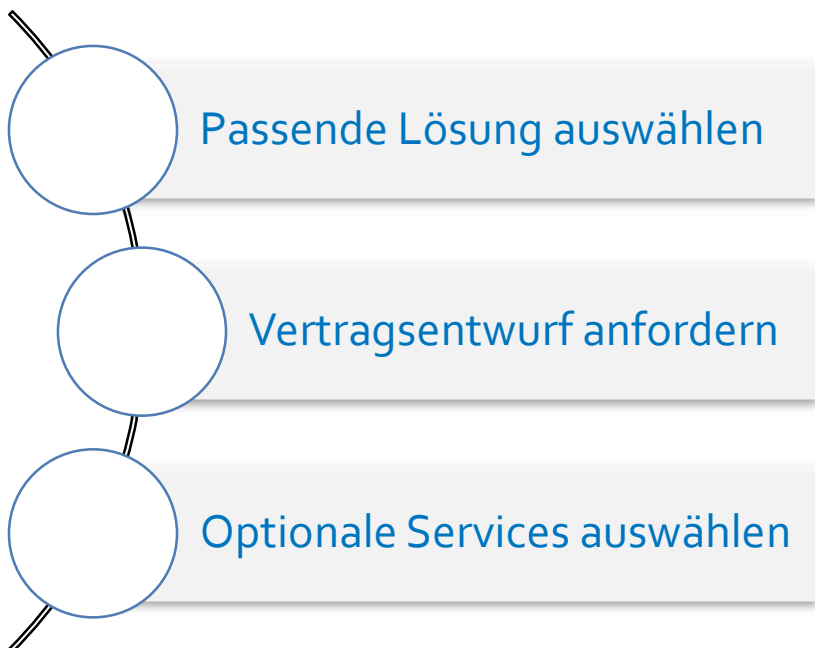 Passende Lösung auswählen
Vertragsentwurf anfordern
Optionale Services auswählen